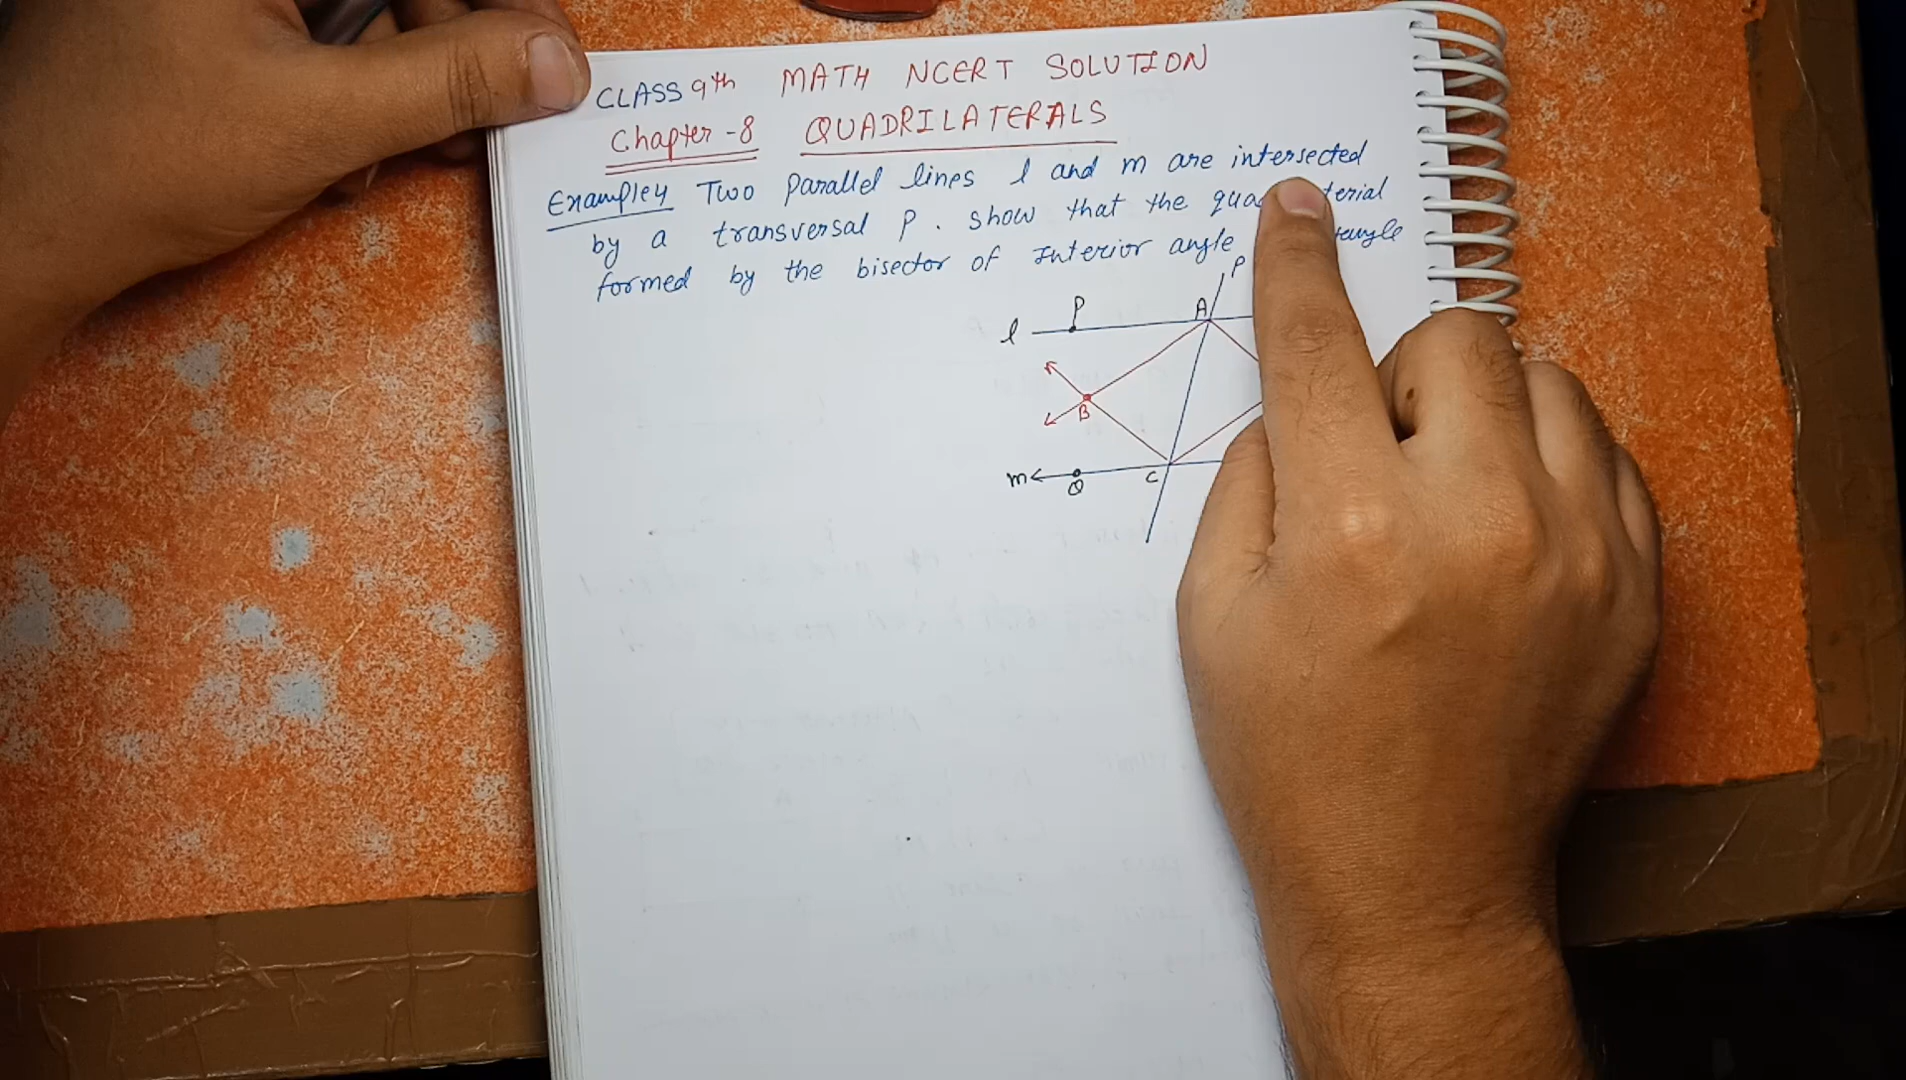 CLASS 9th MATH NCERT SOLUTION
Chapter-8 QUADRILATERALS
Example4 Two parallel lines l and m are intersected
by a transversal P. show that the
formed by the bisector of interior angle
P
l P A
B
m Q C